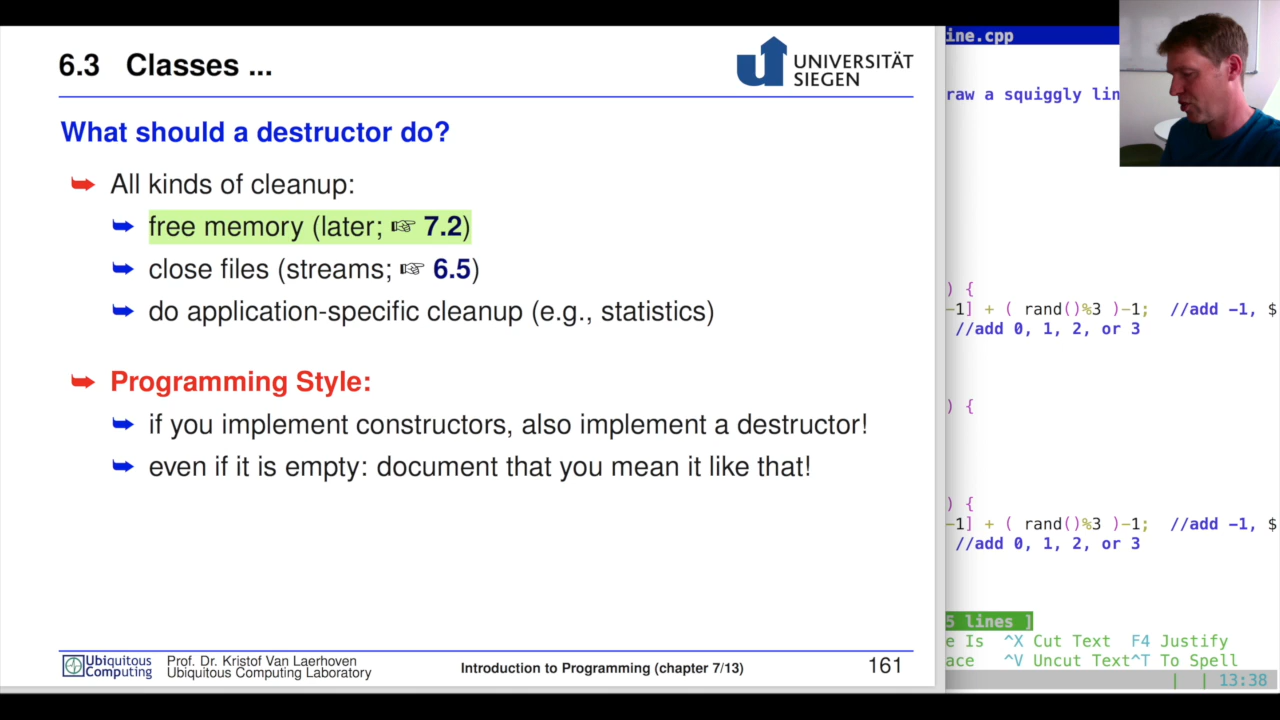 6.3 Classes ...
UNIVERSITÄT
SIEGEN
What should a destructor do?
➥ All kinds of cleanup:
➥ free memory (later; ☞ 7.2)
➥ close files (streams; ☞ 6.5)
➥ do application-specific cleanup (e.g., statistics)
➥ Programming Style:
➥ if you implement constructors, also implement a destructor!
➥ even if it is empty: document that you mean it like that!
Ubiquitous
Computing
Prof. Dr. Kristof Van Laerhoven
Ubiquitous Computing Laboratory
Introduction to Programming (chapter 7/13)
161
ine.cpp
raw a squiggly lin
) {
-1] + ( rand()%3 )-1; //add -1, $
//add 0, 1, 2, or 3
) {
) {
-1] + ( rand()%3 )-1; //add -1, $
//add 0, 1, 2, or 3
5 lines ]
e Is ^X Cut Text F4 Justify
ace ^V Uncut Text^T To Spell
| | 13:38